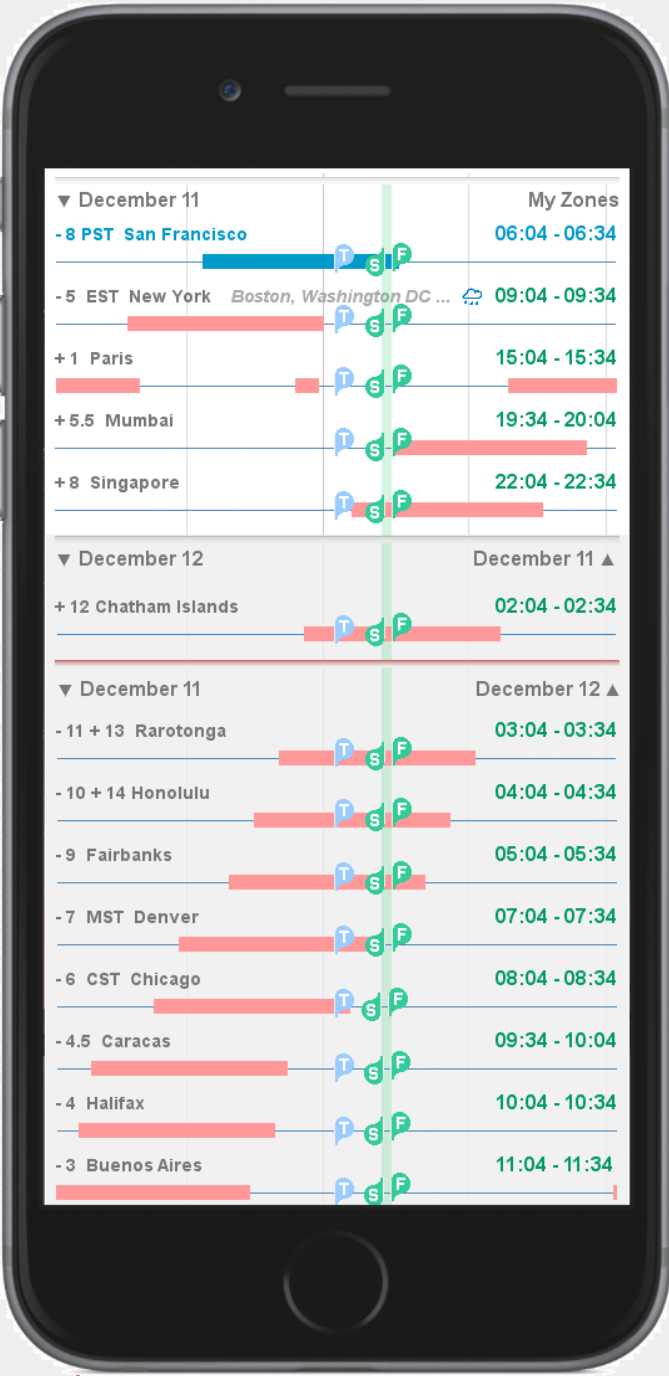 ▼ December 11 My Zones
- 8 PST San Francisco 06:04 - 06:34
T S F
- 5 EST New York Boston, Washington DC ... 09:04 - 09:34
T S F
+ 1 Paris 15:04 - 15:34
T S F
+ 5.5 Mumbai 19:34 - 20:04
T S F
+ 8 Singapore 22:04 - 22:34
T S F
▼ December 12 December 11 ▲
+ 12 Chatham Islands 02:04 - 02:34
T S F
▼ December 11 December 12 ▲
- 11 + 13 Rarotonga 03:04 - 03:34
T S F
- 10 + 14 Honolulu 04:04 - 04:34
T S F
- 9 Fairbanks 05:04 - 05:34
T S F
- 7 MST Denver 07:04 - 07:34
T S F
- 6 CST Chicago 08:04 - 08:34
T S F
- 4.5 Caracas 09:34 - 10:04
T S F
- 4 Halifax 10:04 - 10:34
T S F
- 3 Buenos Aires 11:04 - 11:34
T S F